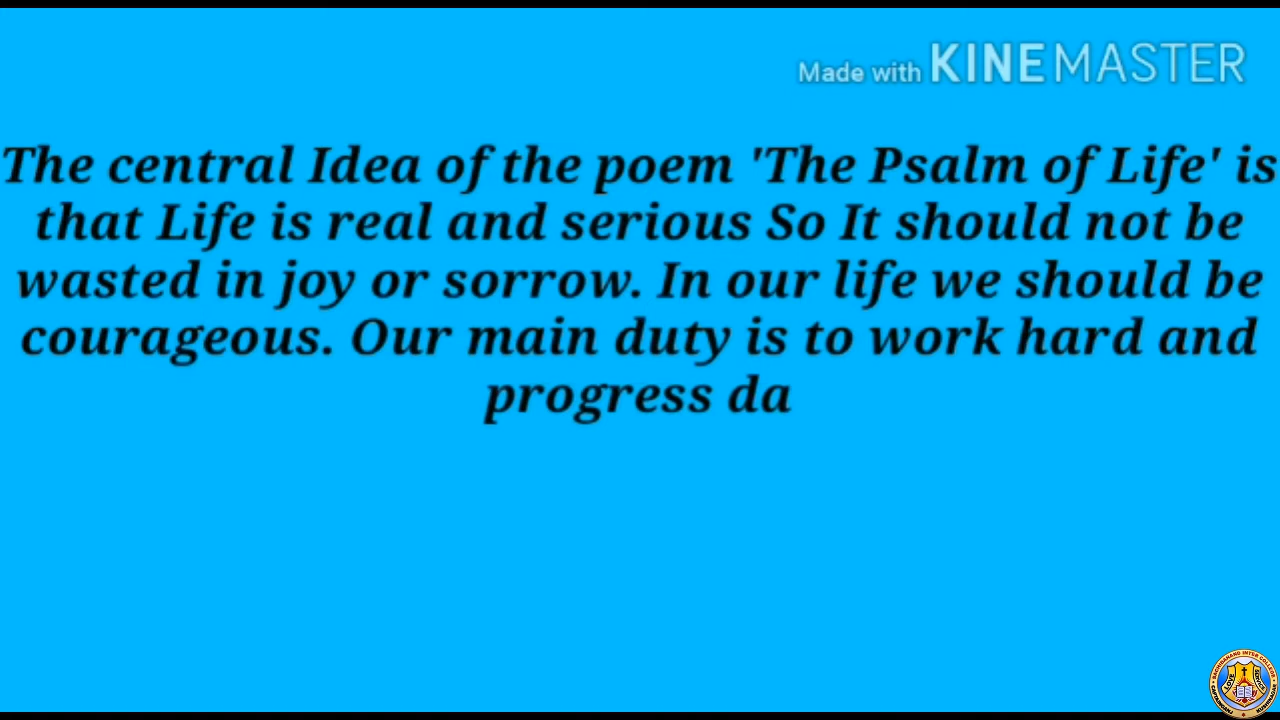 Made with KINEMASTER
The central Idea of the poem 'The Psalm of Life' is
that Life is real and serious So It should not be
wasted in joy or sorrow. In our life we should be
courageous. Our main duty is to work hard and
progress da